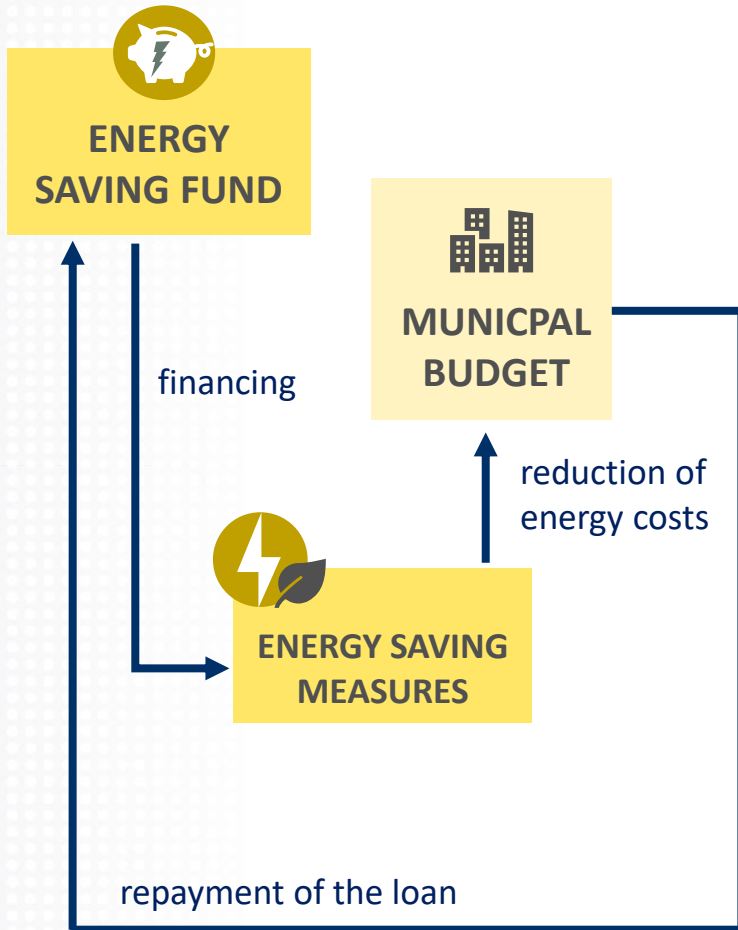 ENERGY
SAVING FUND
MUNICPAL
BUDGET
financing
reduction of
energy costs
ENERGY SAVING
MEASURES
repayment of the loan